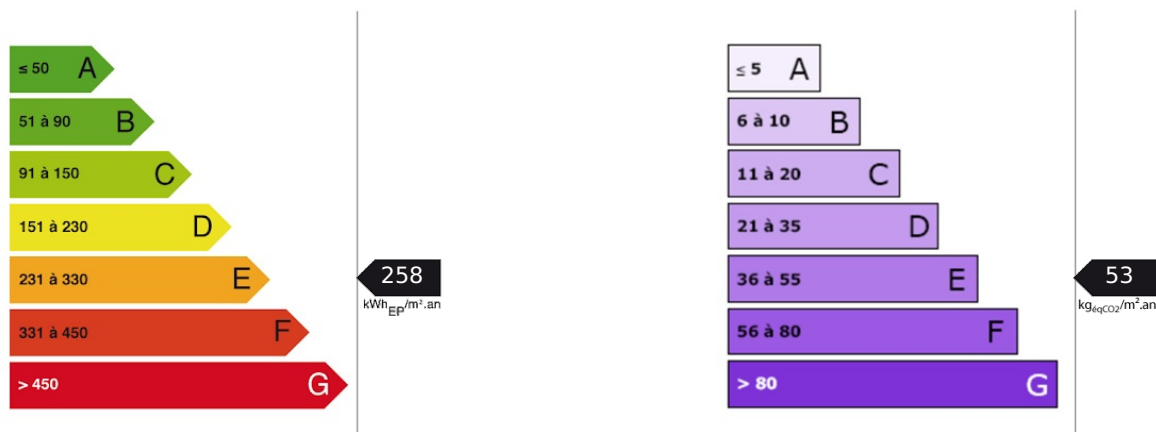 ≤ 50 A
51 à 90 B
91 à 150 C
151 à 230 D
231 à 330 E
331 à 450 F
> 450 G
258
kWhEP/m².an
≤ 5 A
6 à 10 B
11 à 20 C
21 à 35 D
36 à 55 E
56 à 80 F
> 80 G
53
kgéqCO2/m².an